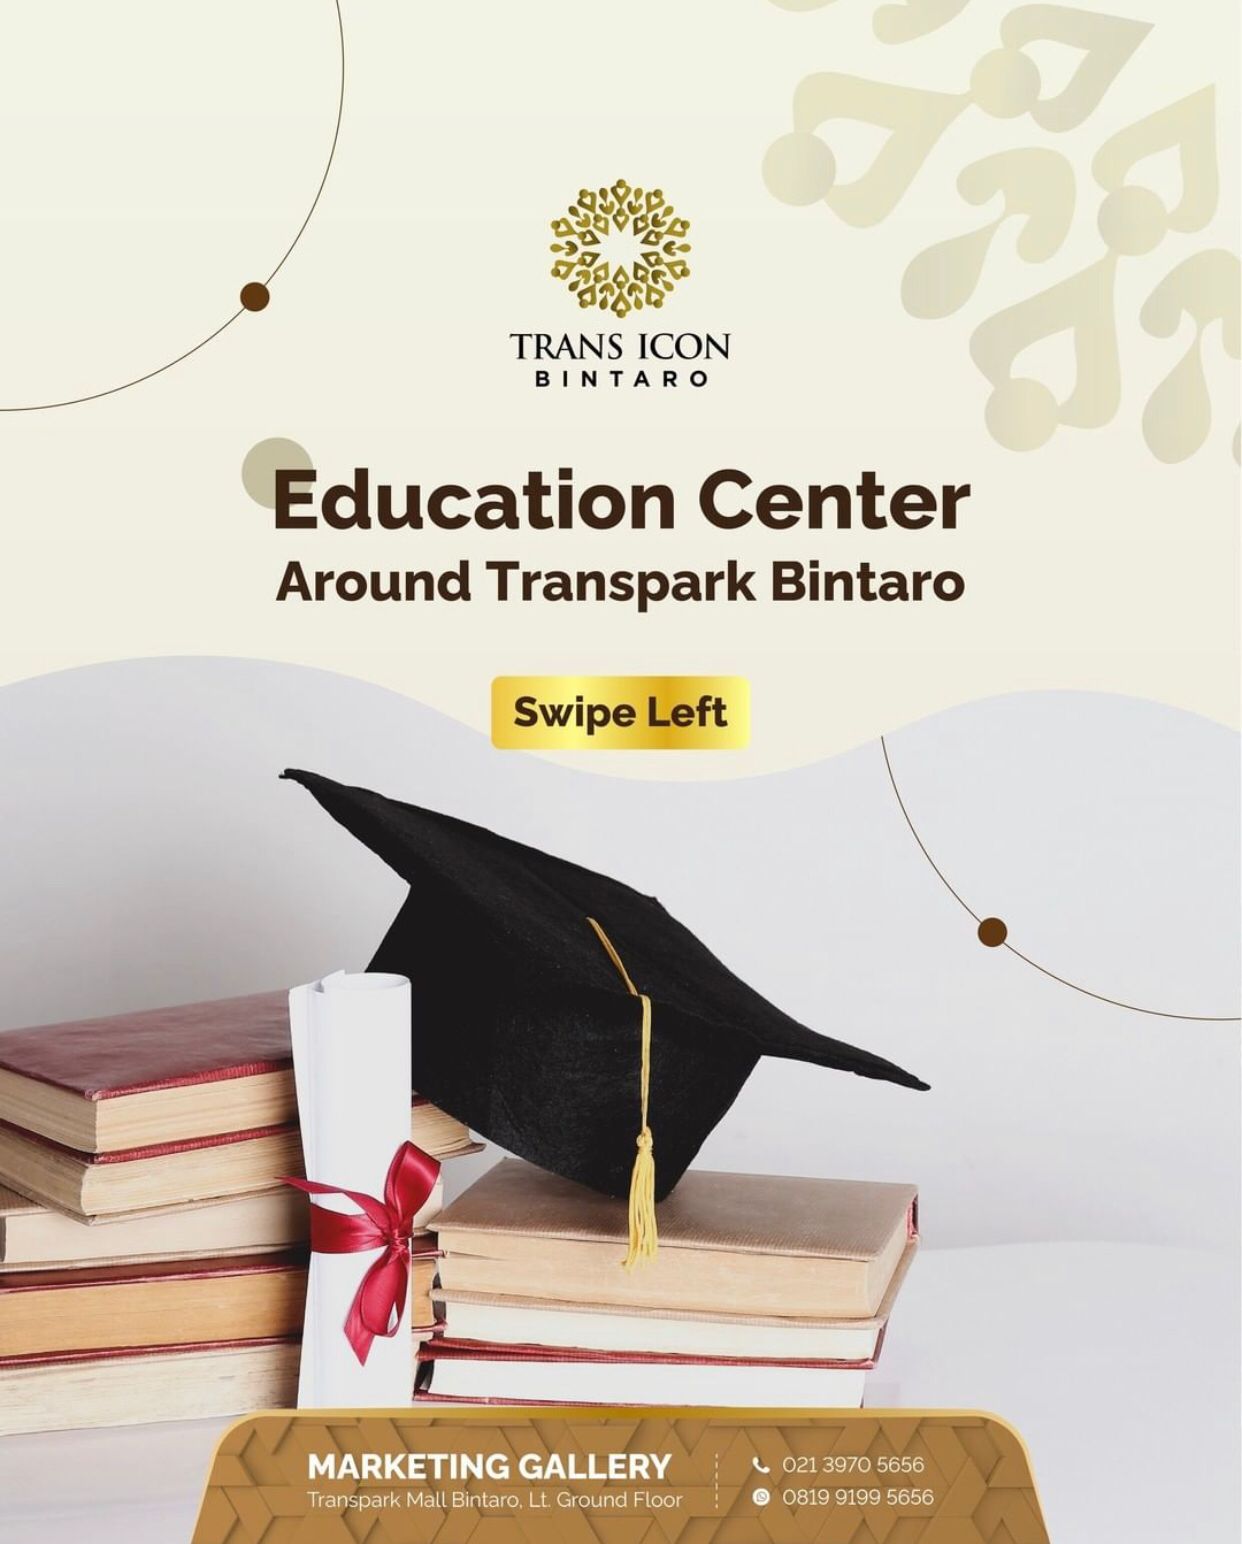 TRANS ICON
BINTARO
Education Center
Around Transpark Bintaro
Swipe Left
MARKETING GALLERY
Transpark Mall Bintaro, Lt. Ground Floor
021 3970 5656
0819 9199 5656